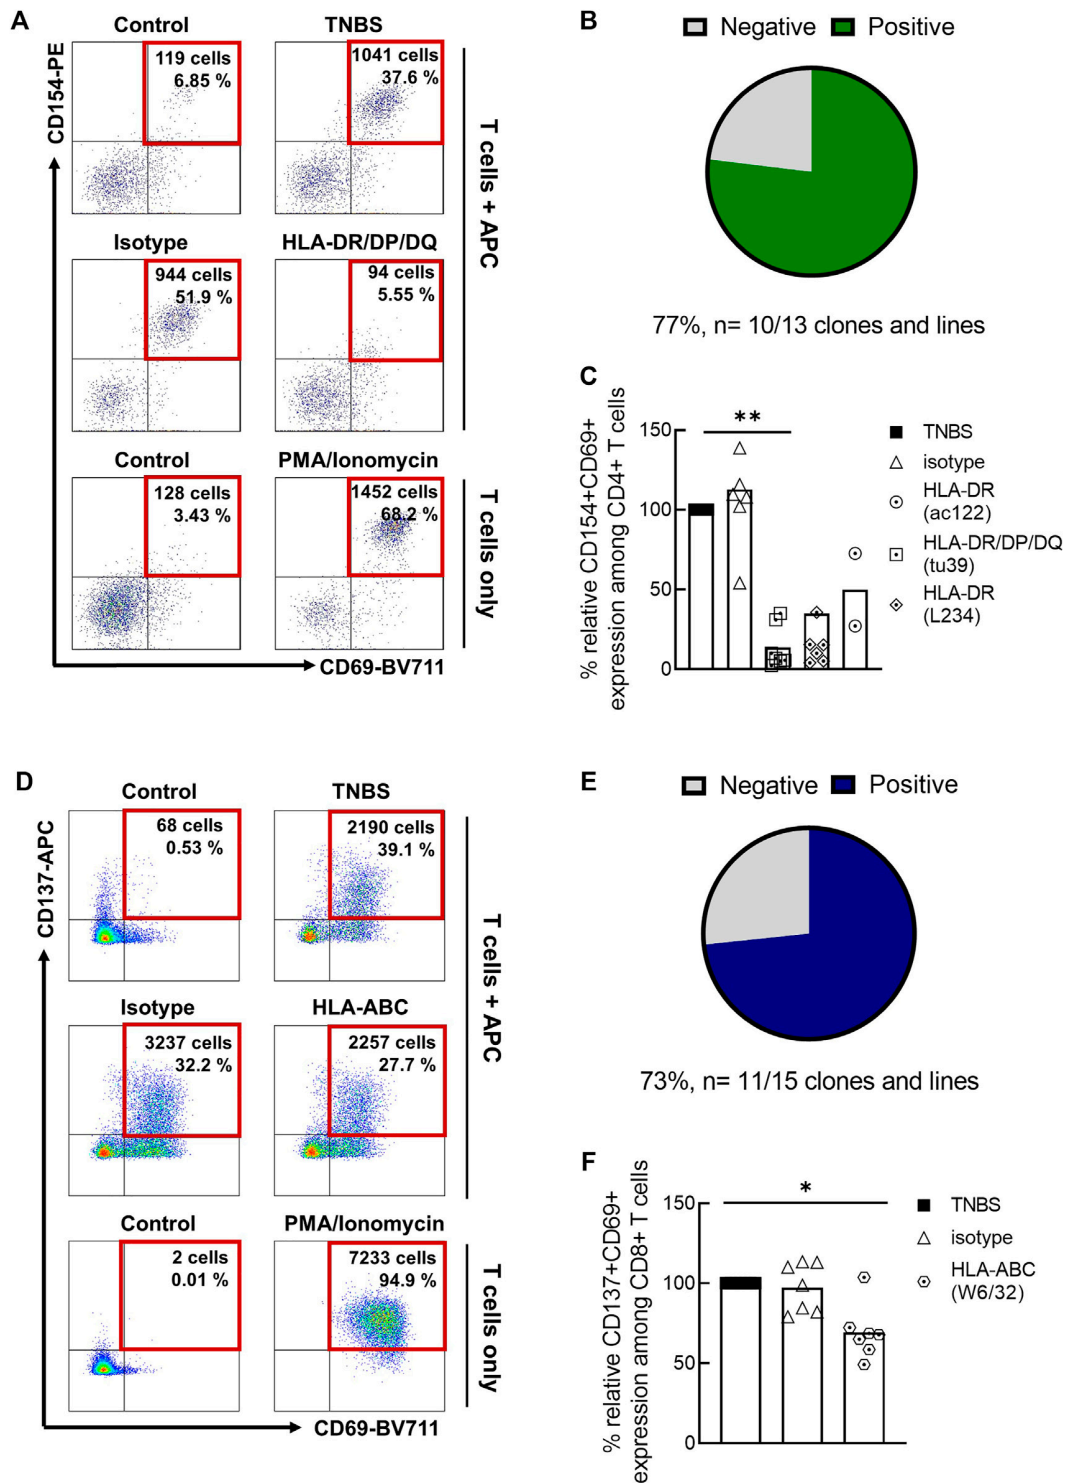 A
Control
TNBS
CD154-PE
119 cells
6.85 %
1041 cells
37.6 %
T cells + APC
Isotype
HLA-DR/DP/DQ
944 cells
51.9 %
94 cells
5.55 %
Control
PMA/Ionomycin
128 cells
3.43 %
1452 cells
68.2 %
T cells only
CD69-BV711
B
Negative
Positive
77%, n= 10/13 clones and lines
C
% relative CD154+CD69+
expression among CD4+ T cells
150
100
50
0
**
TNBS
isotype
HLA-DR
(ac122)
HLA-DR/DP/DQ
(tu39)
HLA-DR
(L234)
D
Control
TNBS
CD137-APC
68 cells
0.53 %
2190 cells
39.1 %
T cells + APC
Isotype
HLA-ABC
3237 cells
32.2 %
2257 cells
27.7 %
Control
PMA/Ionomycin
2 cells
0.01 %
7233 cells
94.9 %
T cells only
CD69-BV711
E
Negative
Positive
73%, n= 11/15 clones and lines
F
% relative CD137+CD69+
expression among CD8+ T cells
150
100
50
0
*
TNBS
isotype
HLA-ABC
(W6/32)